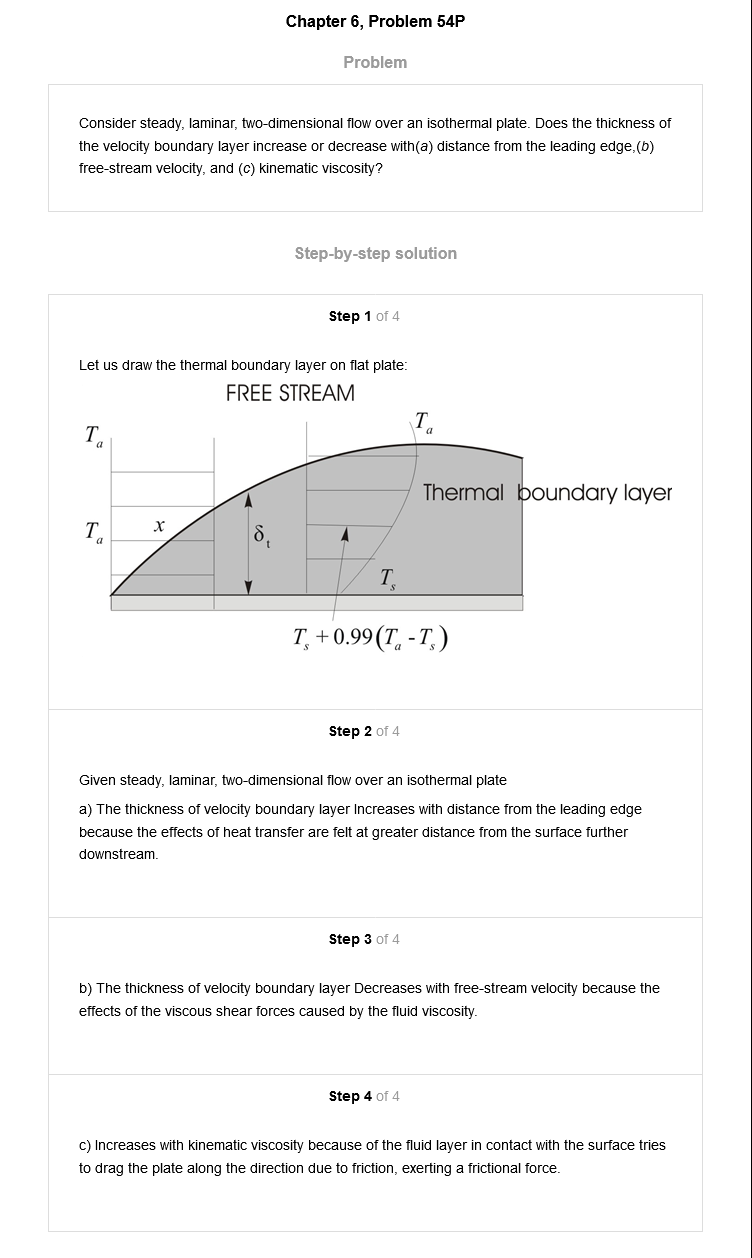 Chapter 6, Problem 54P
Problem
Consider steady, laminar, two-dimensional flow over an isothermal plate. Does the thickness of
the velocity boundary layer increase or decrease with(a) distance from the leading edge,(b)
free-stream velocity, and (c) kinematic viscosity?
Step-by-step solution
Step 1 of 4
Let us draw the thermal boundary layer on flat plate:
FREE STREAM
Ta
Ta
Thermal boundary layer
Ta
x
δt
Ts
Ts + 0.99(Ta - Ts)
Step 2 of 4
Given steady, laminar, two-dimensional flow over an isothermal plate
a) The thickness of velocity boundary layer Increases with distance from the leading edge
because the effects of heat transfer are felt at greater distance from the surface further
downstream.
Step 3 of 4
b) The thickness of velocity boundary layer Decreases with free-stream velocity because the
effects of the viscous shear forces caused by the fluid viscosity.
Step 4 of 4
c) Increases with kinematic viscosity because of the fluid layer in contact with the surface tries
to drag the plate along the direction due to friction, exerting a frictional force.